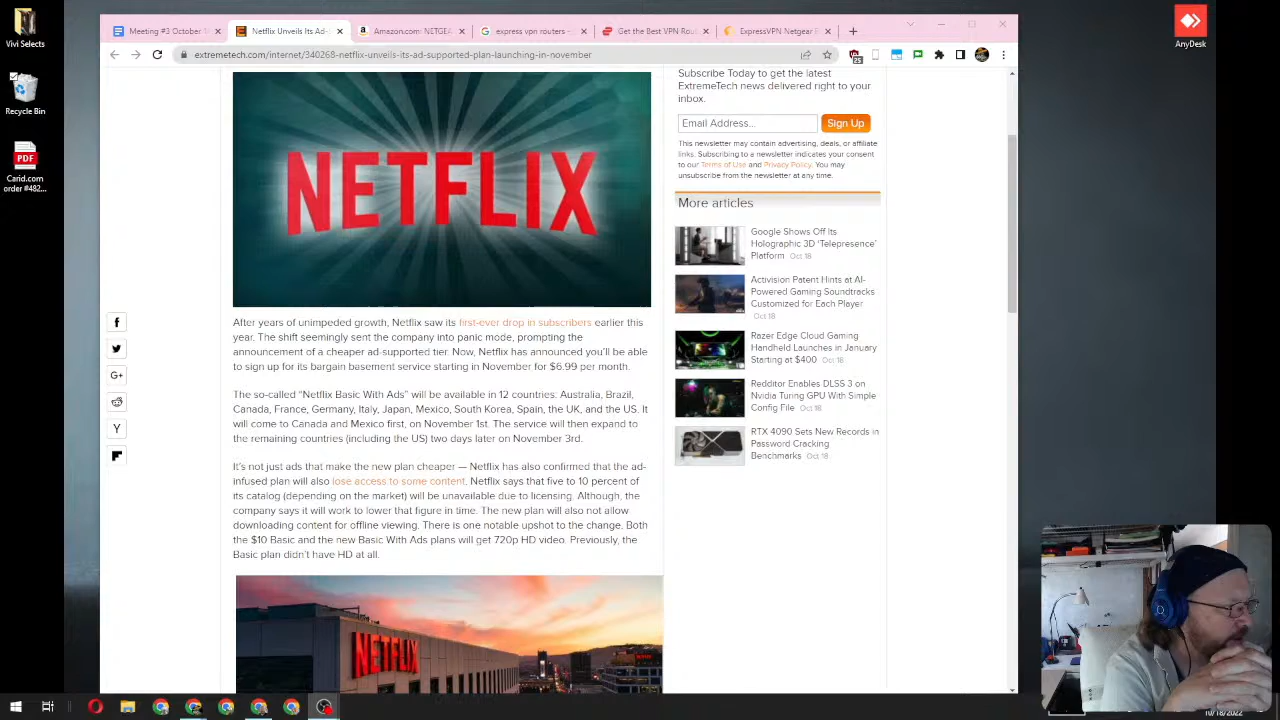 Vivi Selects
Recycle Bin
PDF
Carid.com
order #482...
AnyDesk
Meeting #3 October
Netflix Unveils Its Ad-
Amazon.com: NETGEA
express vpn routers -
Get the Best VPN Rou
ExpressVPN Netgear
extremetech.com/internet/340268-netflix-unveils-its-ad-supported-plan-launching-in-november
25
NETFLIX
After years of unimpeded growth, Netflix saw its first-ever drop in subscribers earlier this
year. The shift seemingly sent the company into panic mode, prompting the
announcement of a cheaper ad-supported tier. Now, Netflix has announced you'll be able
to sign up for its bargain basement service starting in November for $6.99 per month.
The so-called “Netflix Basic With Ads” will be available in 12 countries: Australia, Brazil,
Canada, France, Germany, Italy, Japan, Mexico, South Korea, Spain, the UK, and the US. It
will come to Canada and Mexico first, on November 1st. The service will then expand to
the remaining countries (including the US) two days later on November 3rd.
It's not just ads that make the new plan cheaper — Netflix has also confirmed that the ad-
infused plan will also lose access to some content. Netflix says that five to 10 percent of
its catalog (depending on the market) will be unavailable due to licensing. Although, the
company says it will work to lower that figure in time. The new plan will also not allow
downloading content for offline viewing. There is one notable upshot to the change. Both
the $10 Basic and the new Basic With Ads plans will get 720p HD video. Previously, the
Basic plan didn't have HD at all.
NETFLIX
Subscribe Today to get the latest
ExtremeTech news delivered right to your
inbox.
Email Address...
Sign Up
This newsletter may contain advertising, deals, or affiliate
links. Subscribing to a newsletter indicates your consent
to our Terms of Use and Privacy Policy. You may
unsubscribe from the newsletter at any time.
More articles
Google Shows Off Its
Holographic 3D ‘Telepresence’
Platform Oct 18
Activision Patent Hints at AI-
Powered Gaming Soundtracks
Customized for Each Player
Oct 18
Razer Edge Cloud Gaming
Handheld Launches in January
Starting at $400 Oct 18
Redditor Enables DLSS 3 on
Nvidia Turing GPU With Simple
Config File Oct 18
RTX 4090 Sets New Records in
Password Cracking
Benchmarks Oct 18
G+
Y
10/18/2022